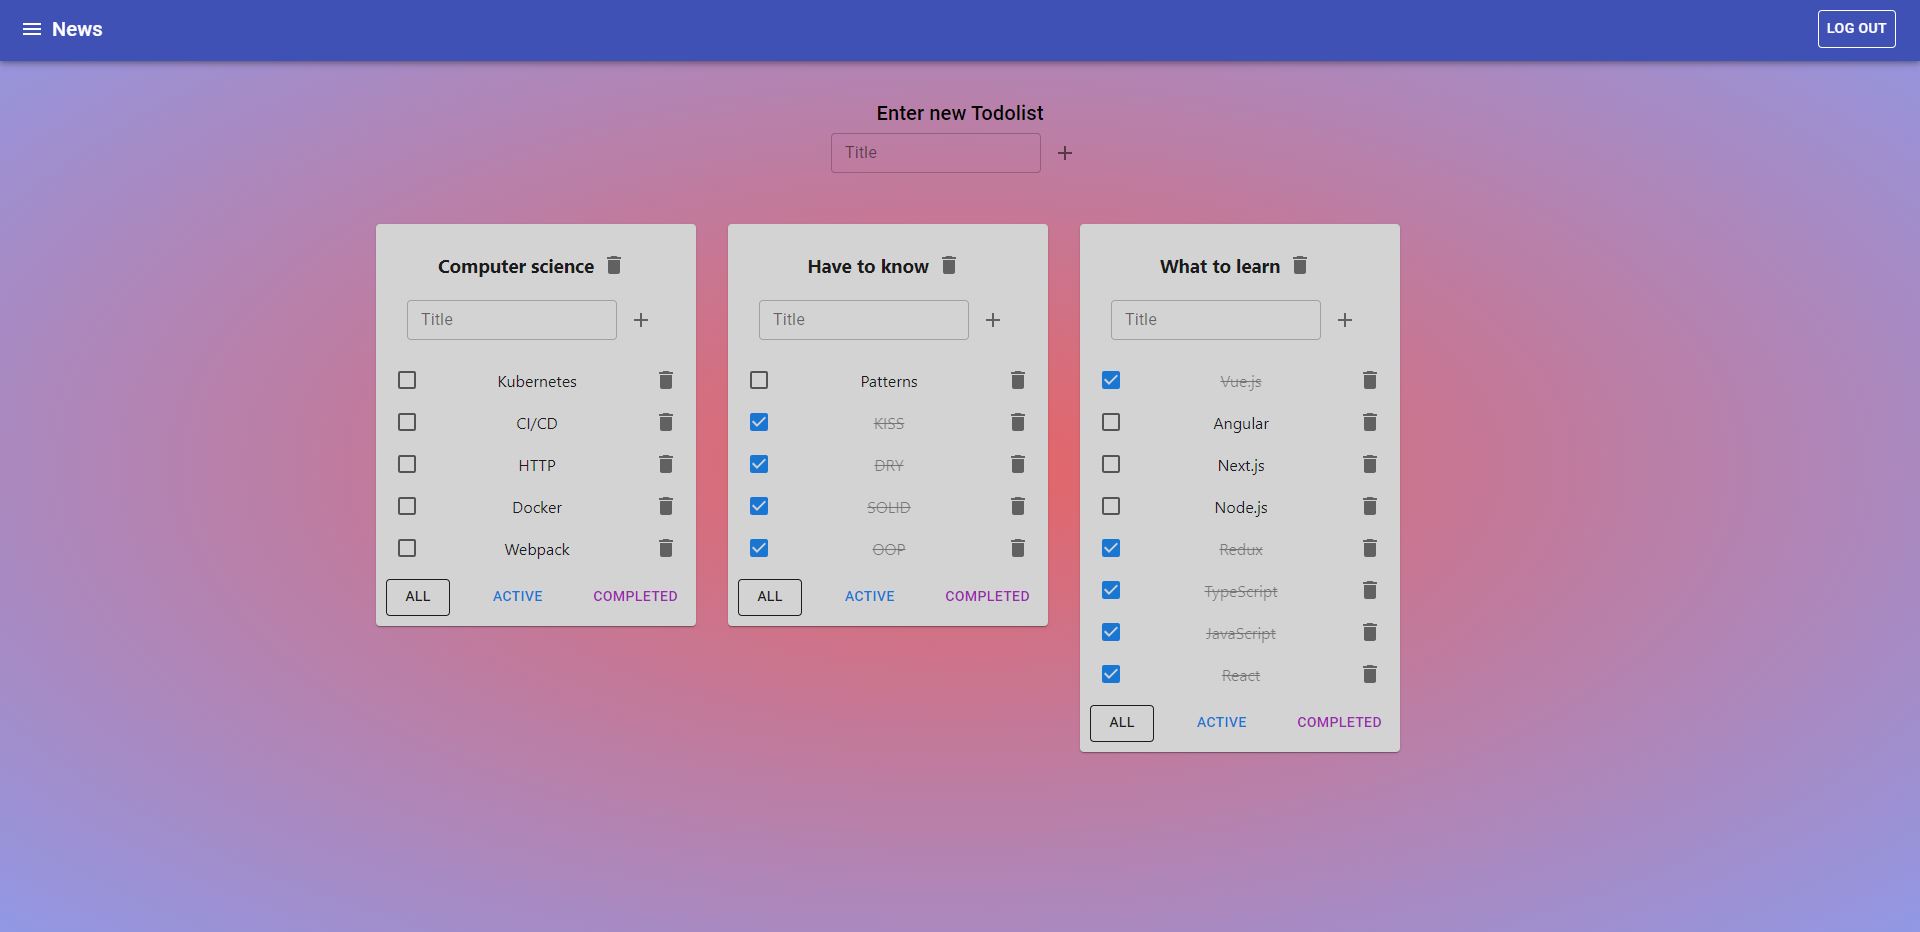 News
LOG OUT
Enter new Todolist
Title
Computer science
Title
Kubernetes
CI/CD
HTTP
Docker
Webpack
ALL ACTIVE COMPLETED
Have to know
Title
Patterns
KISS
DRY
SOLID
OOP
ALL ACTIVE COMPLETED
What to learn
Title
Vue.js
Angular
Next.js
Node.js
Redux
TypeScript
JavaScript
React
ALL ACTIVE COMPLETED